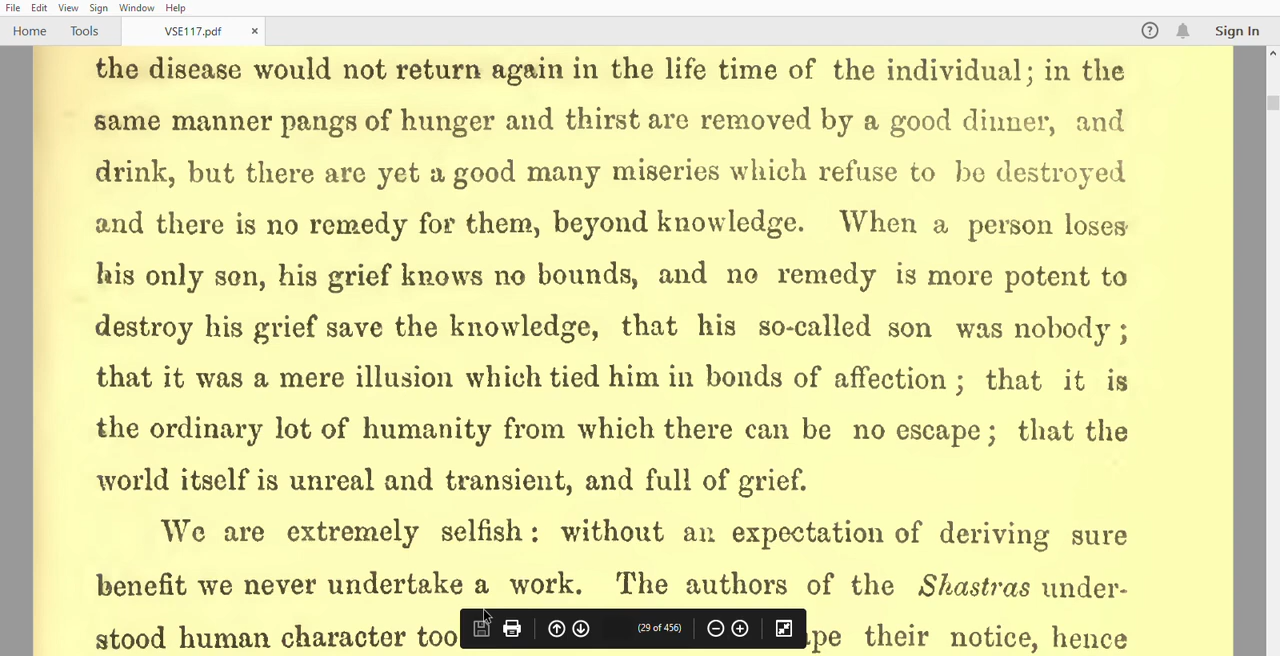 File Edit View Sign Window Help
Home Tools VSE117.pdf × ? Sign In
the disease would not return again in the life time of the individual; in the
same manner pangs of hunger and thirst are removed by a good dinner, and
drink, but there are yet a good many miseries which refuse to be destroyed
and there is no remedy for them, beyond knowledge. When a person loses
his only son, his grief knows no bounds, and no remedy is more potent to
destroy his grief save the knowledge, that his so-called son was nobody;
that it was a mere illusion which tied him in bonds of affection; that it is
the ordinary lot of humanity from which there can be no escape; that the
world itself is unreal and transient, and full of grief.
We are extremely selfish: without an expectation of deriving sure
benefit we never undertake a work. The authors of the Shastras under-
stood human character too their notice, hence
(29 of 456)